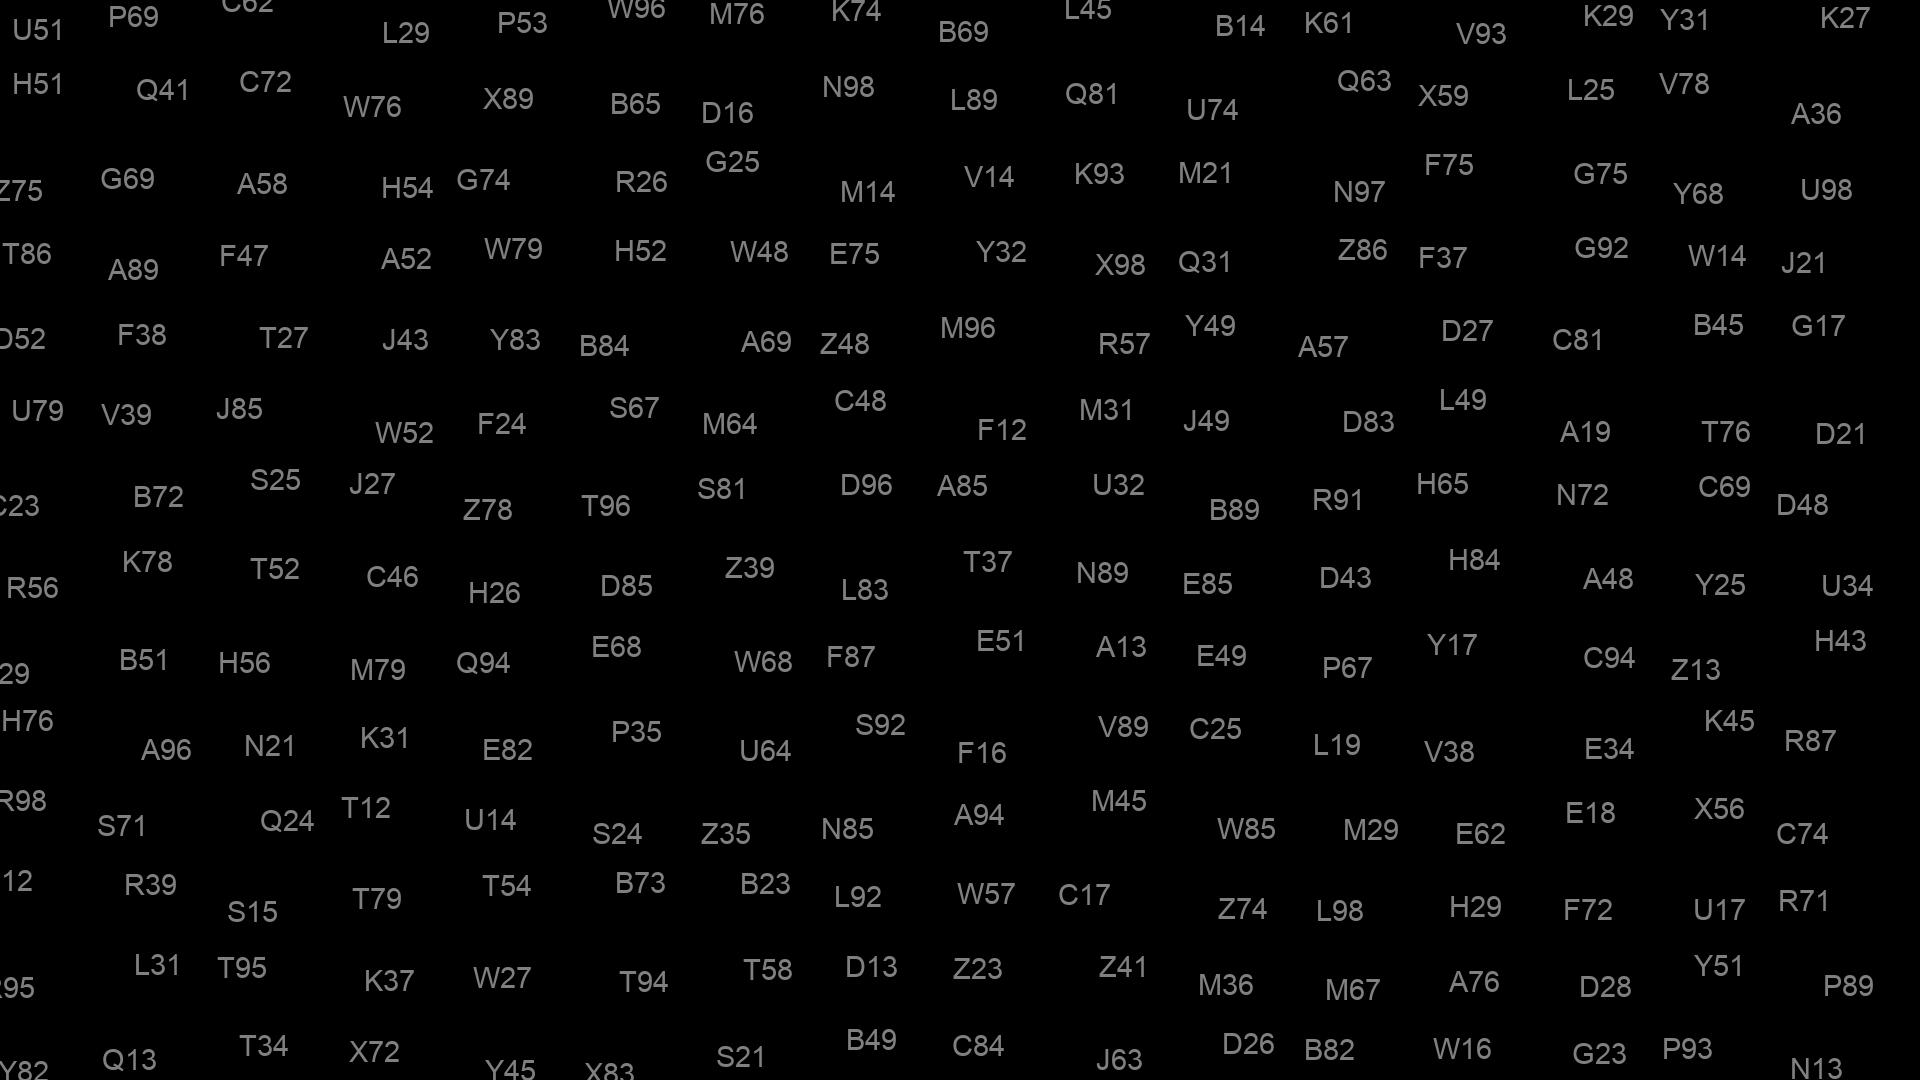 U51 P69 C62 L29 P53 W96 M76 K74 B69 L45 B14 K61 V93 K29 Y31 K27
H51 Q41 C72 W76 X89 B65 D16 N98 L89 Q81 U74 Q63 X59 L25 V78 A36
Z75 G69 A58 H54 G74 R26 G25 M14 V14 K93 M21 N97 F75 G75 Y68 U98
T86 A89 F47 A52 W79 H52 W48 E75 Y32 X98 Q31 Z86 F37 G92 W14 J21
D52 F38 T27 J43 Y83 B84 A69 Z48 M96 R57 Y49 A57 D27 C81 B45 G17
U79 V39 J85 W52 F24 S67 M64 C48 F12 M31 J49 D83 L49 A19 T76 D21
C23 B72 S25 J27 Z78 T96 S81 D96 A85 U32 B89 R91 H65 N72 C69 D48
R56 K78 T52 C46 H26 D85 Z39 L83 T37 N89 E85 D43 H84 A48 Y25 U34
29 B51 H56 M79 Q94 E68 W68 F87 E51 A13 E49 P67 Y17 C94 Z13 H43
H76 A96 N21 K31 E82 P35 U64 S92 F16 V89 C25 L19 V38 E34 K45 R87
R98 S71 Q24 T12 U14 S24 Z35 N85 A94 M45 W85 M29 E62 E18 X56 C74
12 R39 S15 T79 T54 B73 B23 L92 W57 C17 Z74 L98 H29 F72 U17 R71
95 L31 T95 K37 W27 T94 T58 D13 Z23 Z41 M36 M67 A76 D28 Y51 P89
Y82 Q13 T34 X72 Y45 X83 S21 B49 C84 J63 D26 B82 W16 G23 P93 N13